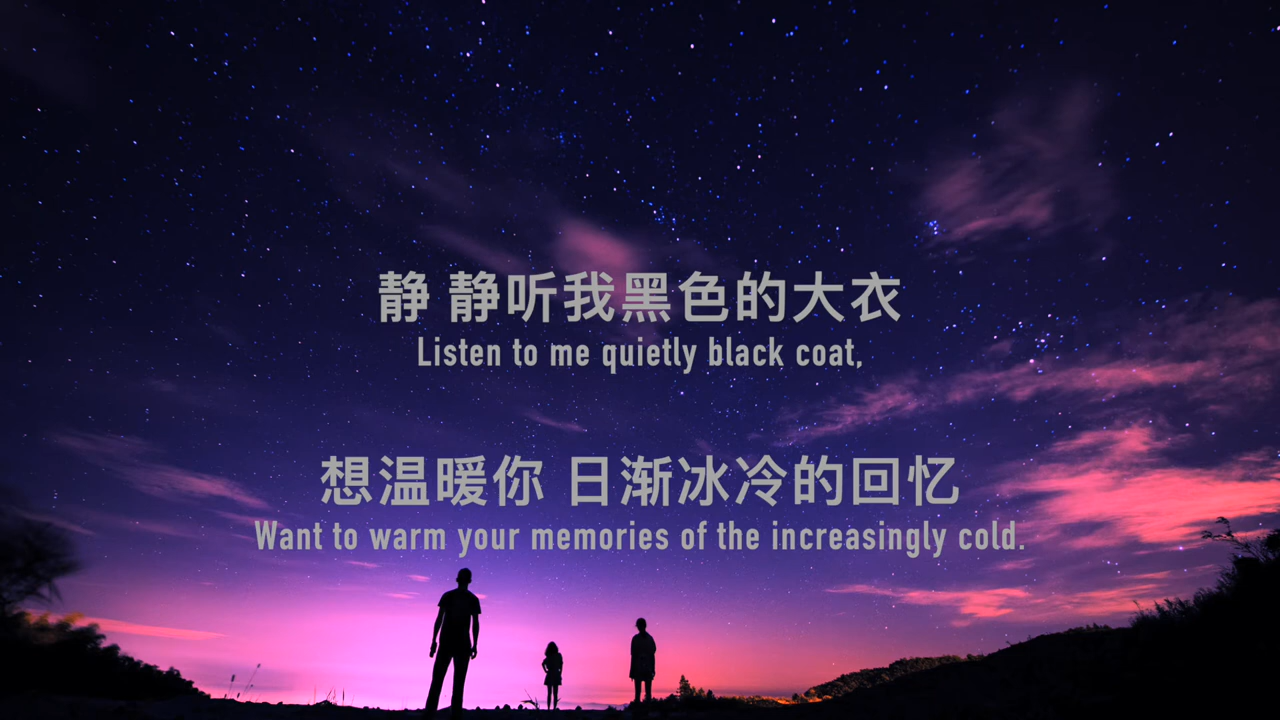 静 静听我黑色的大衣
Listen to me quietly black coat,
想温暖你 日渐冰冷的回忆
Want to warm your memories of the increasingly cold.